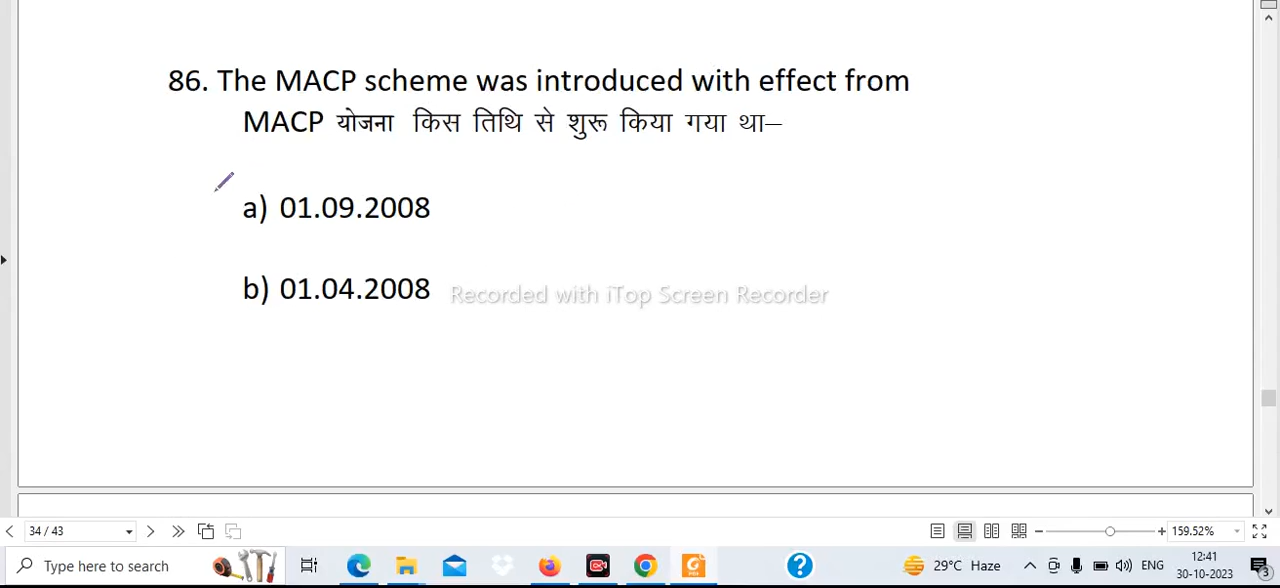 86. The MACP scheme was introduced with effect from
MACP योजना किस तिथि से शुरू किया गया था–
a) 01.09.2008
b) 01.04.2008
Recorded with iTop Screen Recorder
34 / 43
159.52%
Type here to search
29°C Haze
ENG
12:41
30-10-2023
3